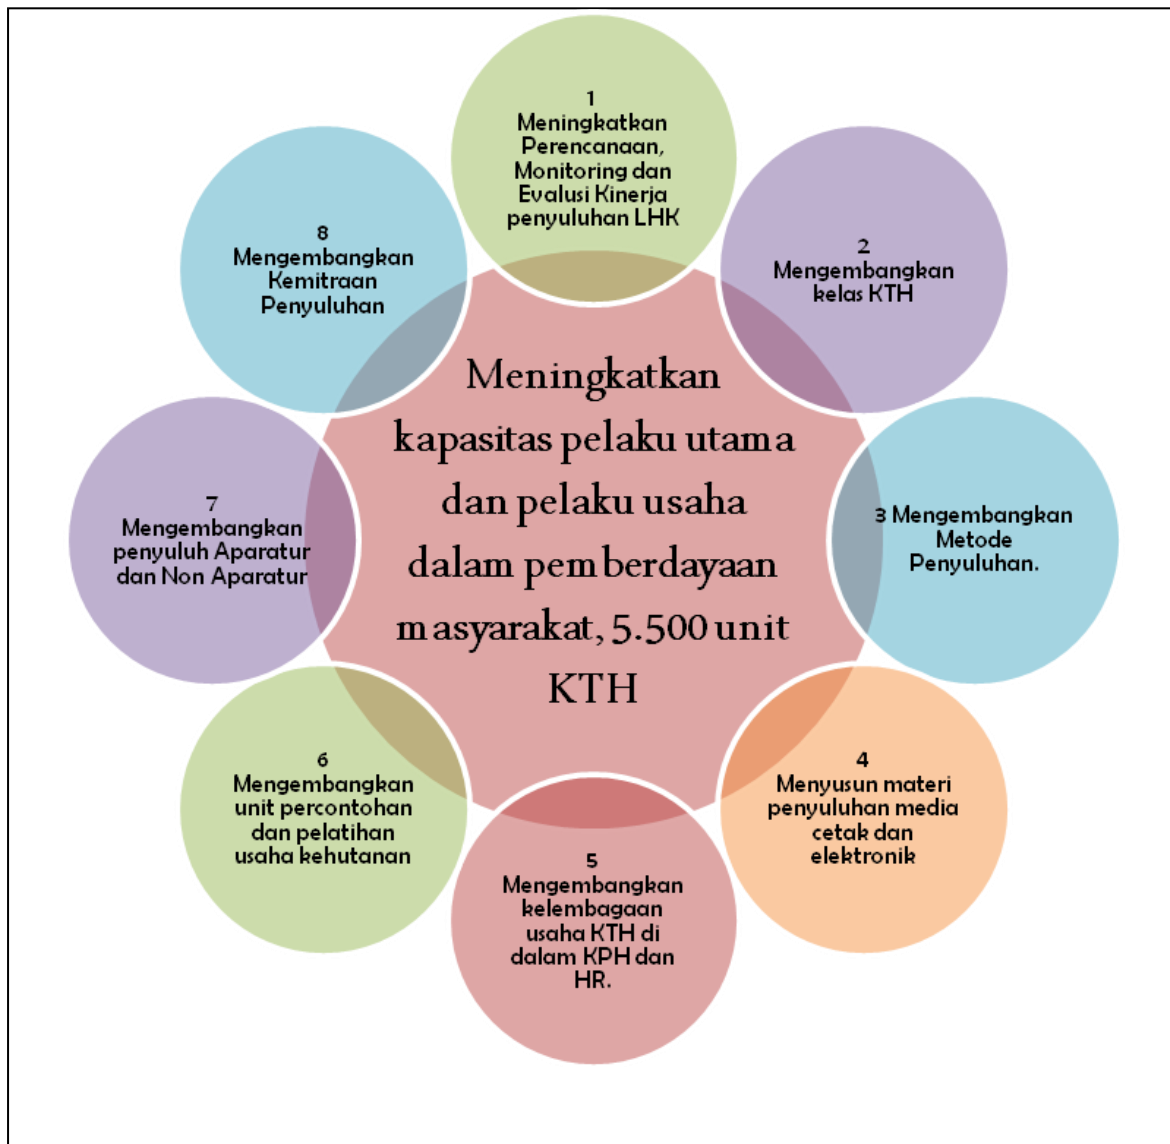 1
Meningkatkan
Perencanaan,
Monitoring dan
Evalusi Kinerja
penyuluhan LHK
2
Mengembangkan
kelas KTH
3 Mengembangkan
Metode
Penyuluhan.
4
Menyusun materi
penyuluhan media
cetak dan
elektronik
5
Mengembangkan
kelembagaan
usaha KTH di
dalam KPH dan
HR.
6
Mengembangkan
unit percontohan
dan pelatihan
usaha kehutanan
7
Mengembangkan
penyuluh Aparatur
dan Non Aparatur
8
Mengembangkan
Kemitraan
Penyuluhan
Meningkatkan
kapasitas pelaku utama
dan pelaku usaha
dalam pemberdayaan
masyarakat, 5.500 unit
KTH